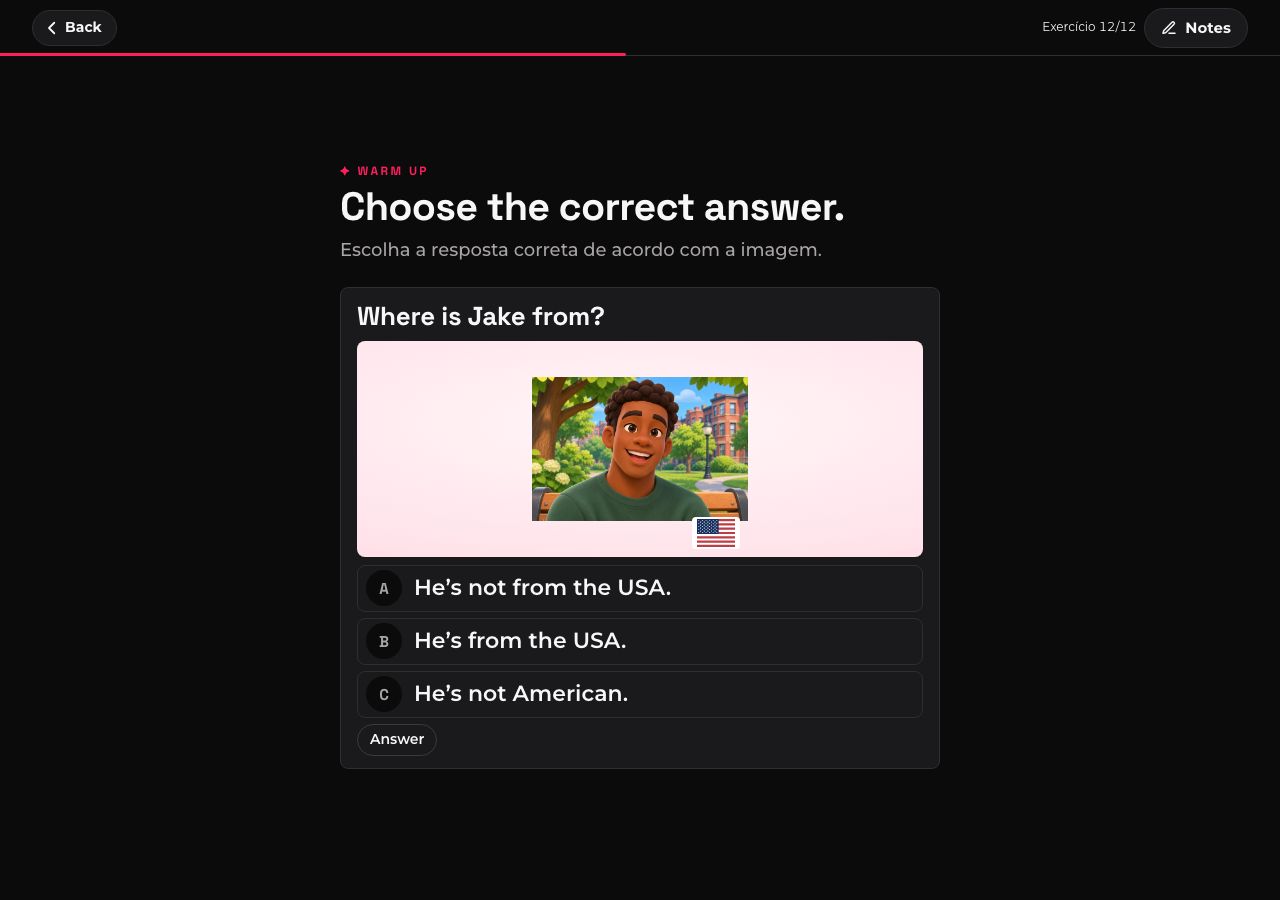 Back
Exercício 12/12
Notes
WARM UP
Choose the correct answer.
Escolha a resposta correta de acordo com a imagem.
Where is Jake from?
A He’s not from the USA.
B He’s from the USA.
C He’s not American.
Answer